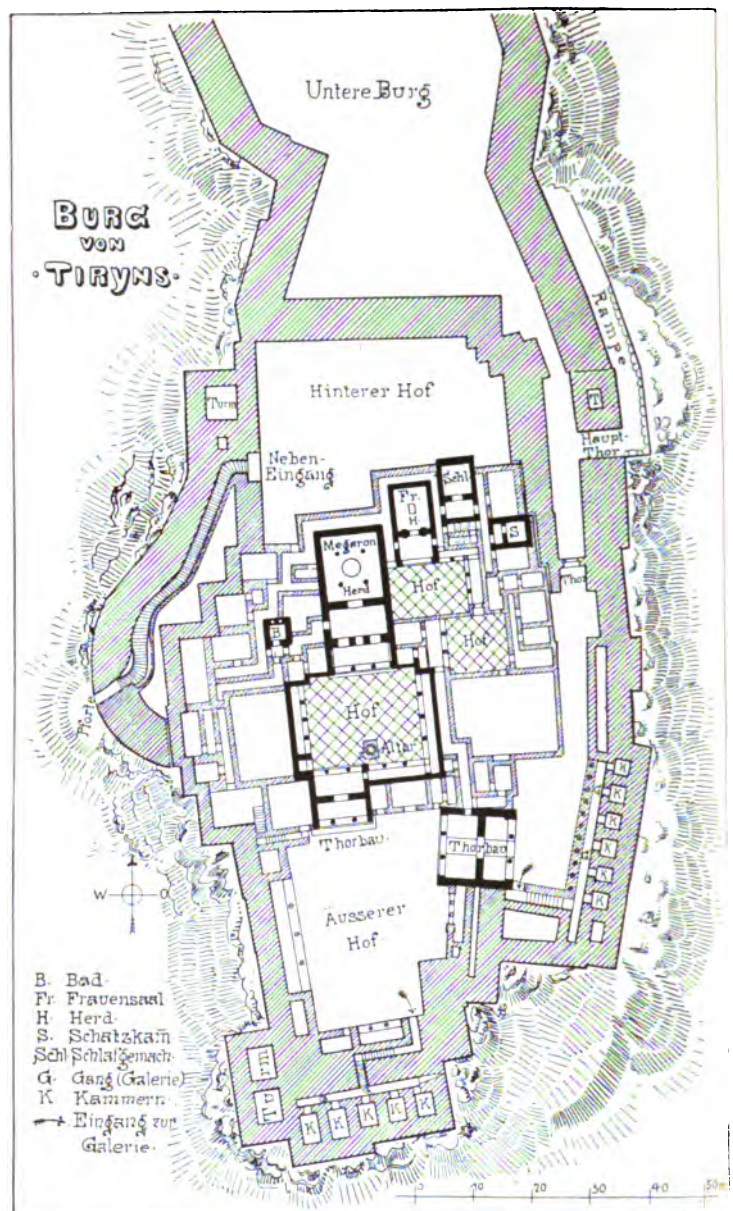 Untere Burg
BURG
VON
·TIRYNS·
Rampe
Hinterer Hof
Turm
T
Haupt-
Thor
Neben-
Eingang
Schl
Fr.
H
S
Megaron
Herd
Hof
Thor
B
Hof
Pforte
Hof
Altar
K
K
K
K
K
K
Thorbau
Thorbau
W O
Äusserer
Hof
B. Bad
Fr. Frauensaal
H Herd
S. Schatzkam̄
Schl Schlafgemach
G. Gang (Galerie)
K Kammern
Eingang zur
Galerie
Turm
K K K K K
0 10 20 30 40 50m